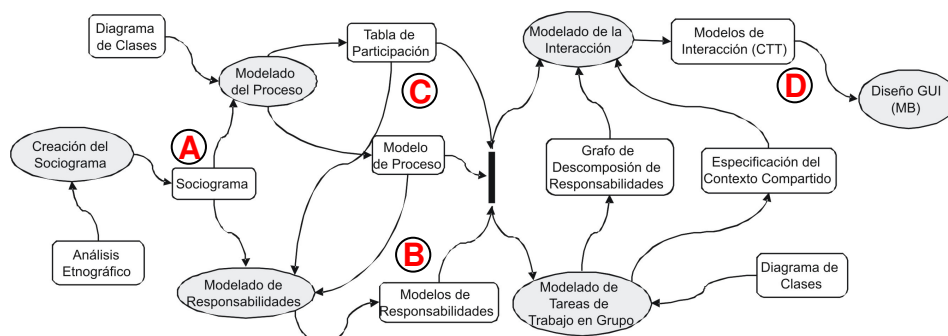 Diagrama
de Clases
Tabla de
Participación
Modelado de la
Interacción
Modelos de
Interacción (CTT)
Modelado
del Proceso
C
D
Diseño GUI
(MB)
Creación del
Sociograma
A
Sociograma
Modelo
de Proceso
Grafo de
Descomposición de
Responsabilidades
Especificación del
Contexto Compartido
Análisis
Etnográfico
B
Modelado de
Responsabilidades
Modelos de
Responsabilidades
Modelado de
Tareas de
Trabajo en Grupo
Diagrama de
Clases